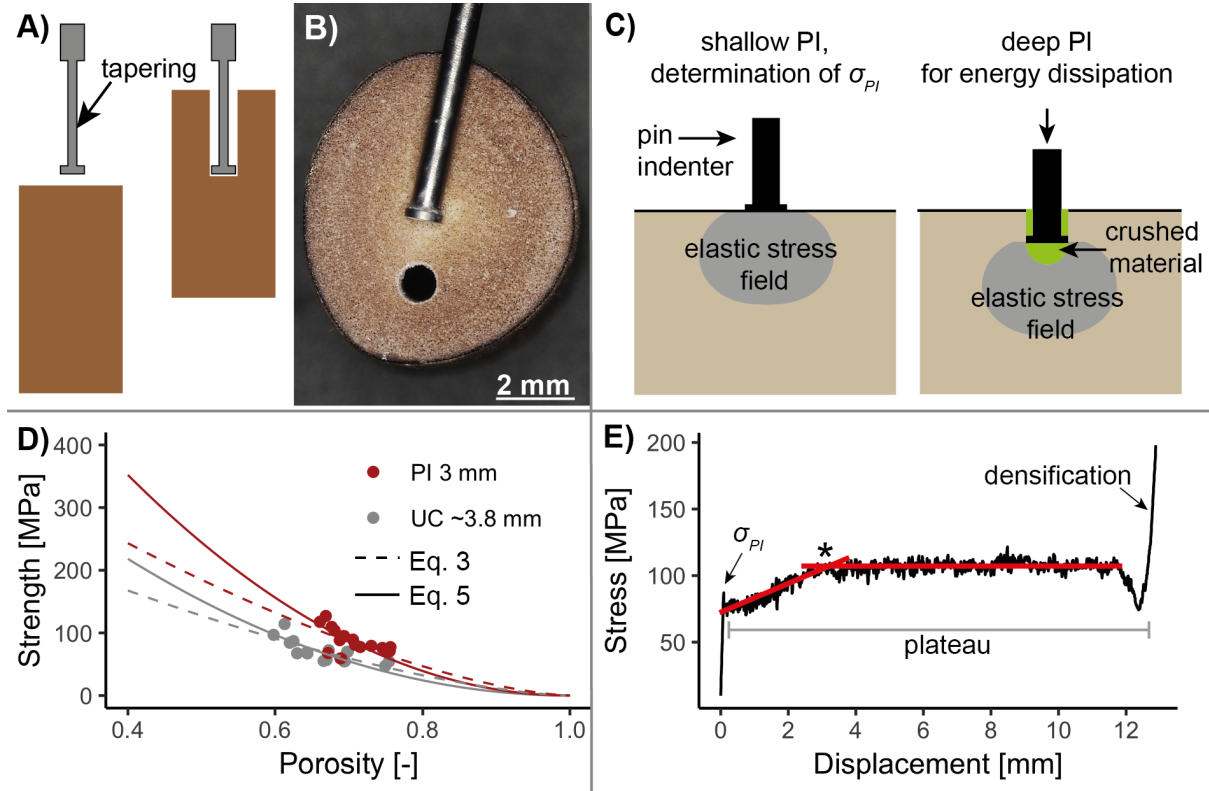 A)
tapering
B)
2 mm
C)
shallow PI,
determination of σPI
deep PI
for energy dissipation
pin
indenter
elastic stress
field
crushed
material
elastic stress
field
D)
400
300
200
100
0
Strength [MPa]
PI 3 mm
UC ~3.8 mm
Eq. 3
Eq. 5
0.4
0.6
0.8
1.0
Porosity [-]
E)
200
150
100
50
Stress [MPa]
σPI
*
densification
plateau
0
2
4
6
8
10
12
Displacement [mm]